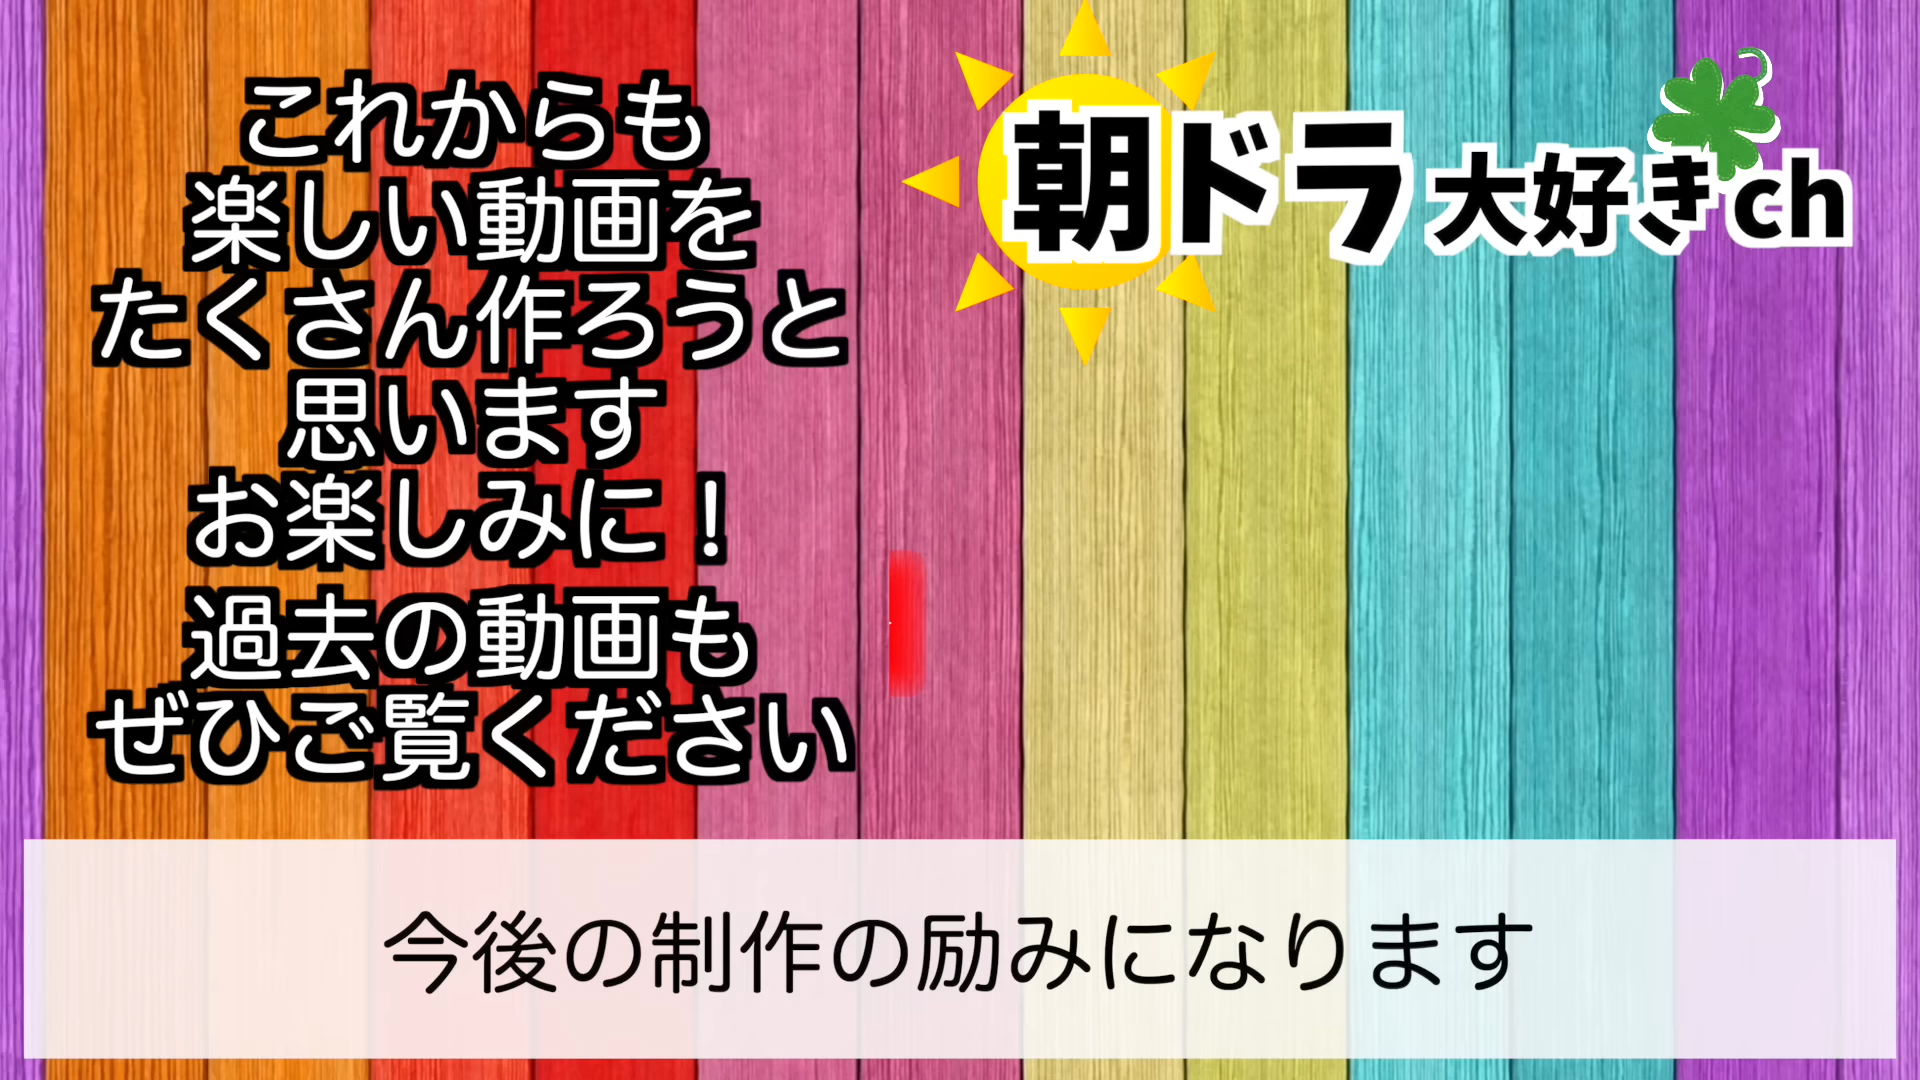 これからも
楽しい動画を
たくさん作ろうと
思います
お楽しみに！
過去の動画も
ぜひご覧ください
朝ドラ大好きch
今後の制作の励みになります